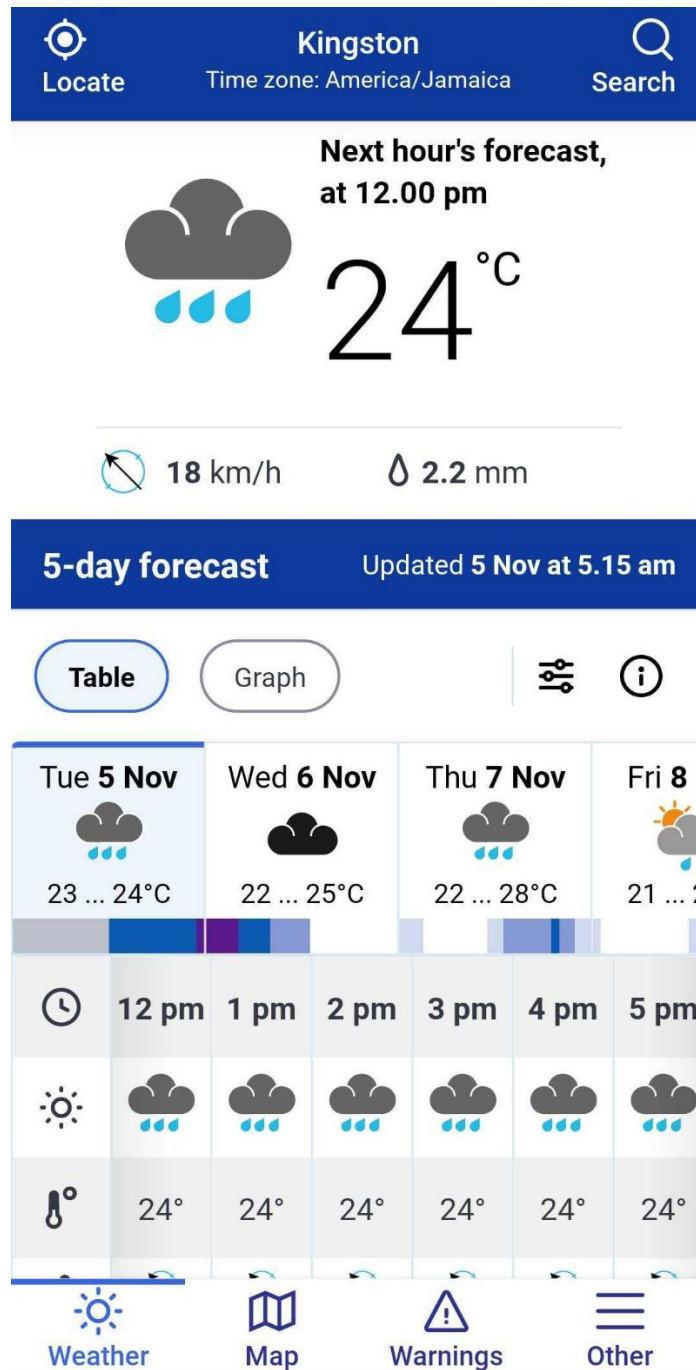 Kingston
Locate Time zone: America/Jamaica Search
Next hour's forecast,
at 12.00 pm
24 °C
18 km/h 2.2 mm
5-day forecast Updated 5 Nov at 5.15 am
Table Graph
Tue 5 Nov Wed 6 Nov Thu 7 Nov Fri 8
23 ... 24°C 22 ... 25°C 22 ... 28°C 21 ...
12 pm 1 pm 2 pm 3 pm 4 pm 5 pm
24° 24° 24° 24° 24° 24°
Weather Map Warnings Other